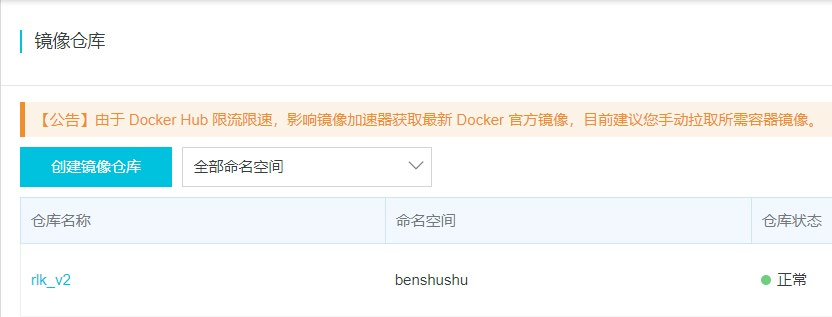 镜像仓库
【公告】由于 Docker Hub 限流限速，影响镜像加速器获取最新 Docker 官方镜像，目前建议您手动拉取所需容器镜像。
创建镜像仓库 全部命名空间
仓库名称 命名空间 仓库状态
rlk_v2 benshushu 正常